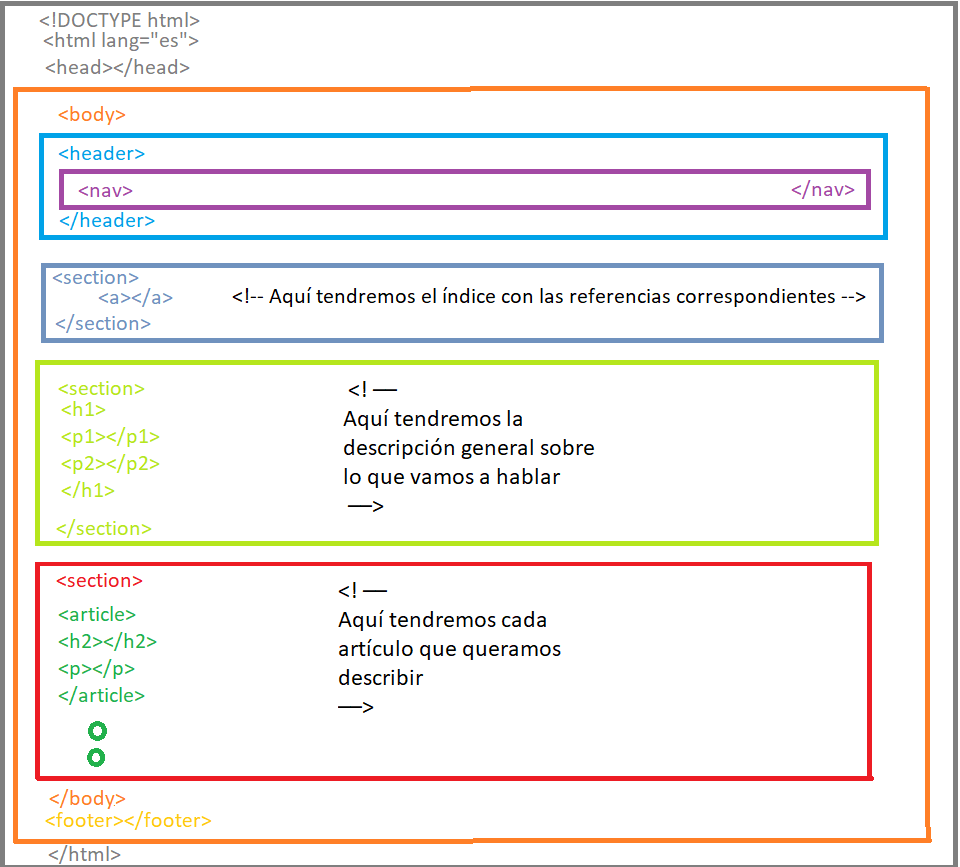 <!DOCTYPE html>
<html lang="es">
<head></head>
<body>
<header>
<nav> </nav>
</header>
<section>
<a></a> <!-- Aquí tendremos el índice con las referencias correspondientes -->
</section>
<section>
<h1>
<p1></p1>
<p2></p2>
</h1>
</section>
<! —
Aquí tendremos la
descripción general sobre
lo que vamos a hablar
—>
<section>
<article>
<h2></h2>
<p></p>
</article>
<! —
Aquí tendremos cada
artículo que queramos
describir
—>
</body>
<footer></footer>
</html>